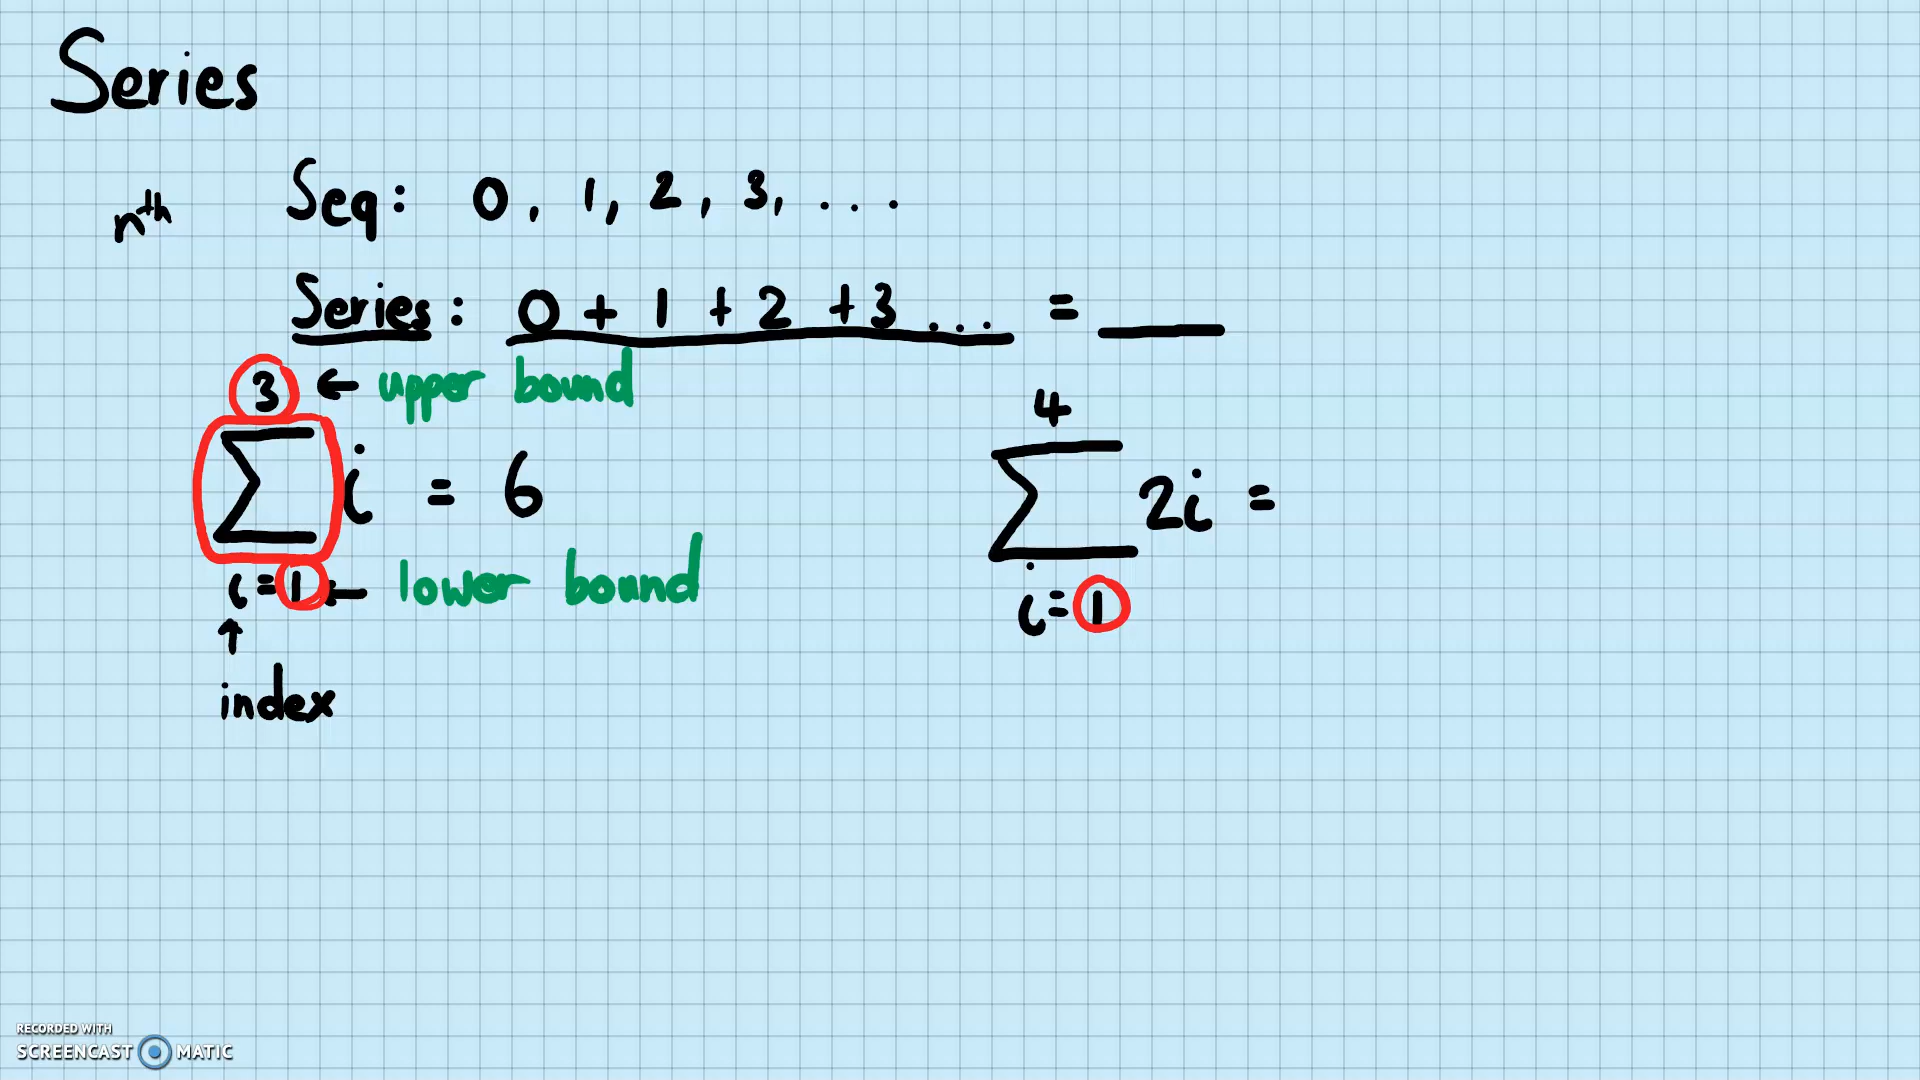 Series
nth Seq: 0, 1, 2, 3, ...
Series: 0 + 1 + 2 + 3 ... = ___
3 ← upper bound
∑ i = 6
i = 1 ← lower bound
↑
index
4
∑ 2i =
i = 1
RECORDED WITH
SCREENCAST MATIC